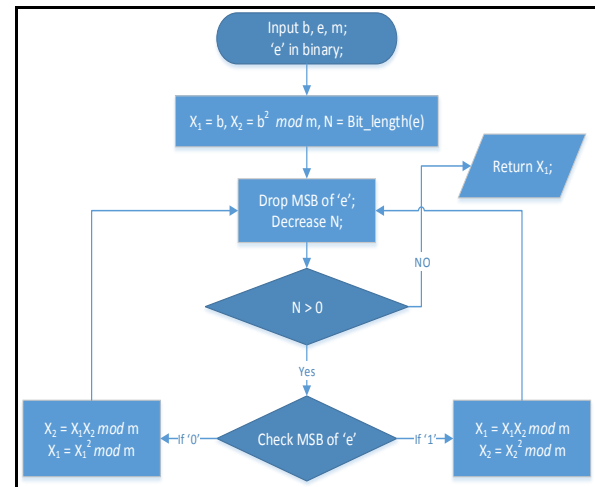 Input b, e, m;
‘e’ in binary;
X₁ = b, X₂ = b² mod m, N = Bit_length(e)
Return X₁;
Drop MSB of ‘e’;
Decrease N;
NO
N > 0
Yes
X₂ = X₁X₂ mod m
X₁ = X₁² mod m
If ‘0’
Check MSB of ‘e’
If ‘1’
X₁ = X₁X₂ mod m
X₂ = X₂² mod m